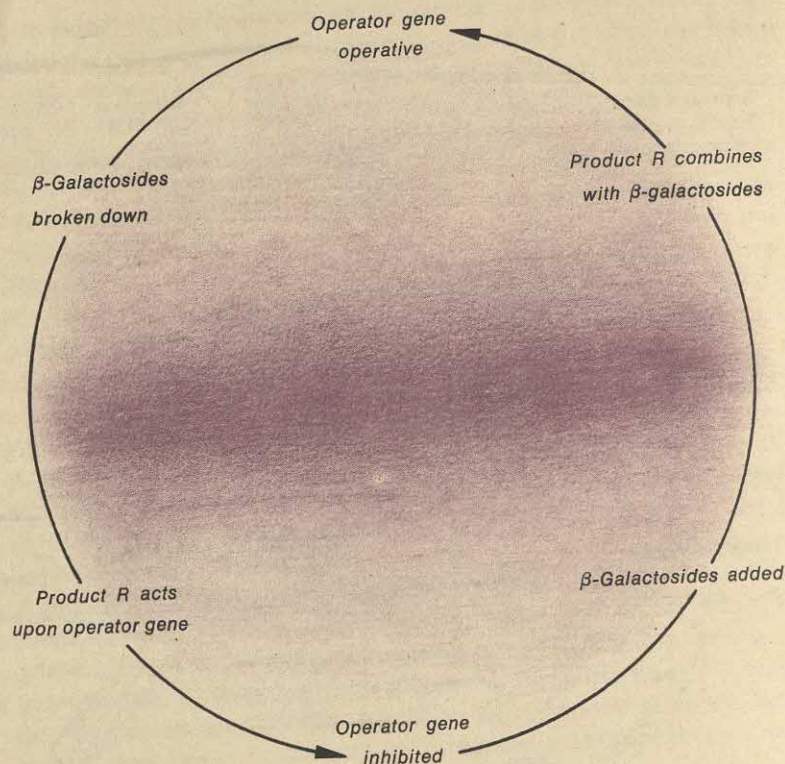 Operator gene
operative
β-Galactosides
broken down
Product R combines
with β-galactosides
Product R acts
upon operator gene
β-Galactosides added
Operator gene
inhibited